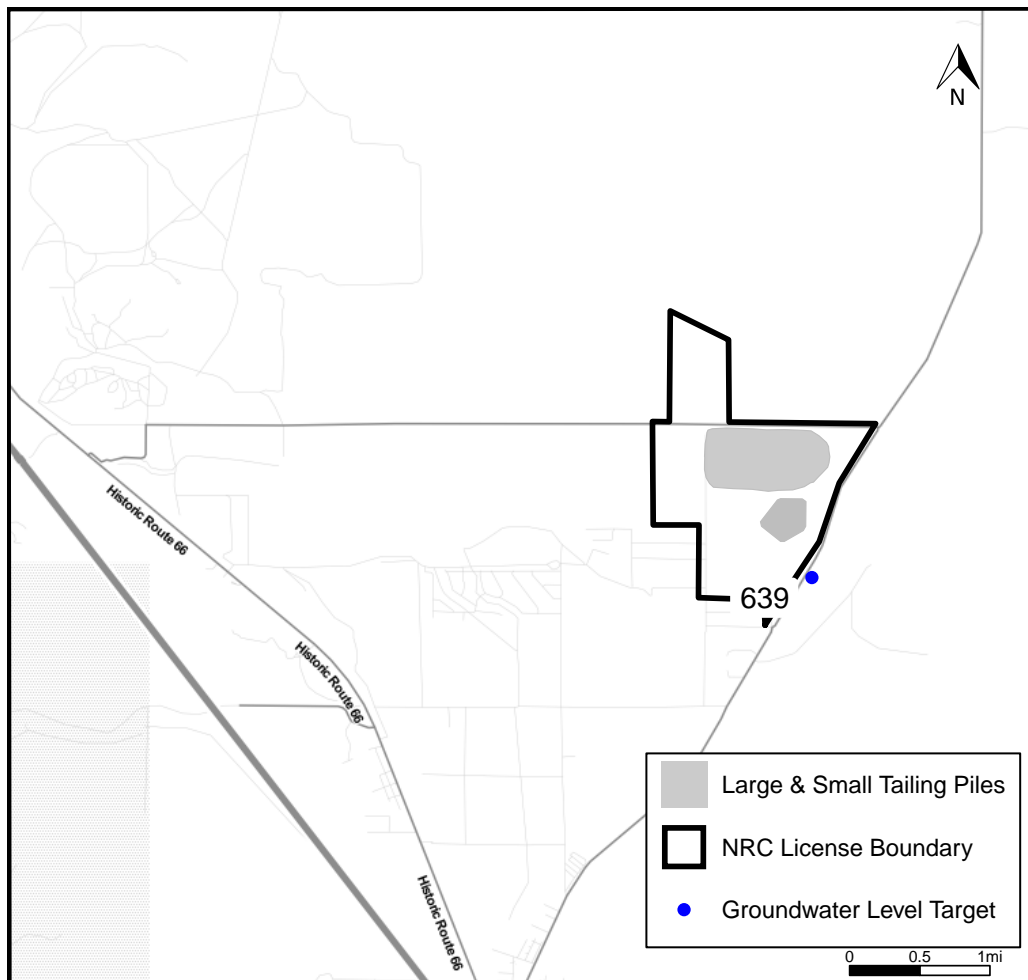 N
Historic Route 66
639
Historic Route 66
Historic Route 66
Large & Small Tailing Piles
NRC License Boundary
Groundwater Level Target
0 0.5 1mi